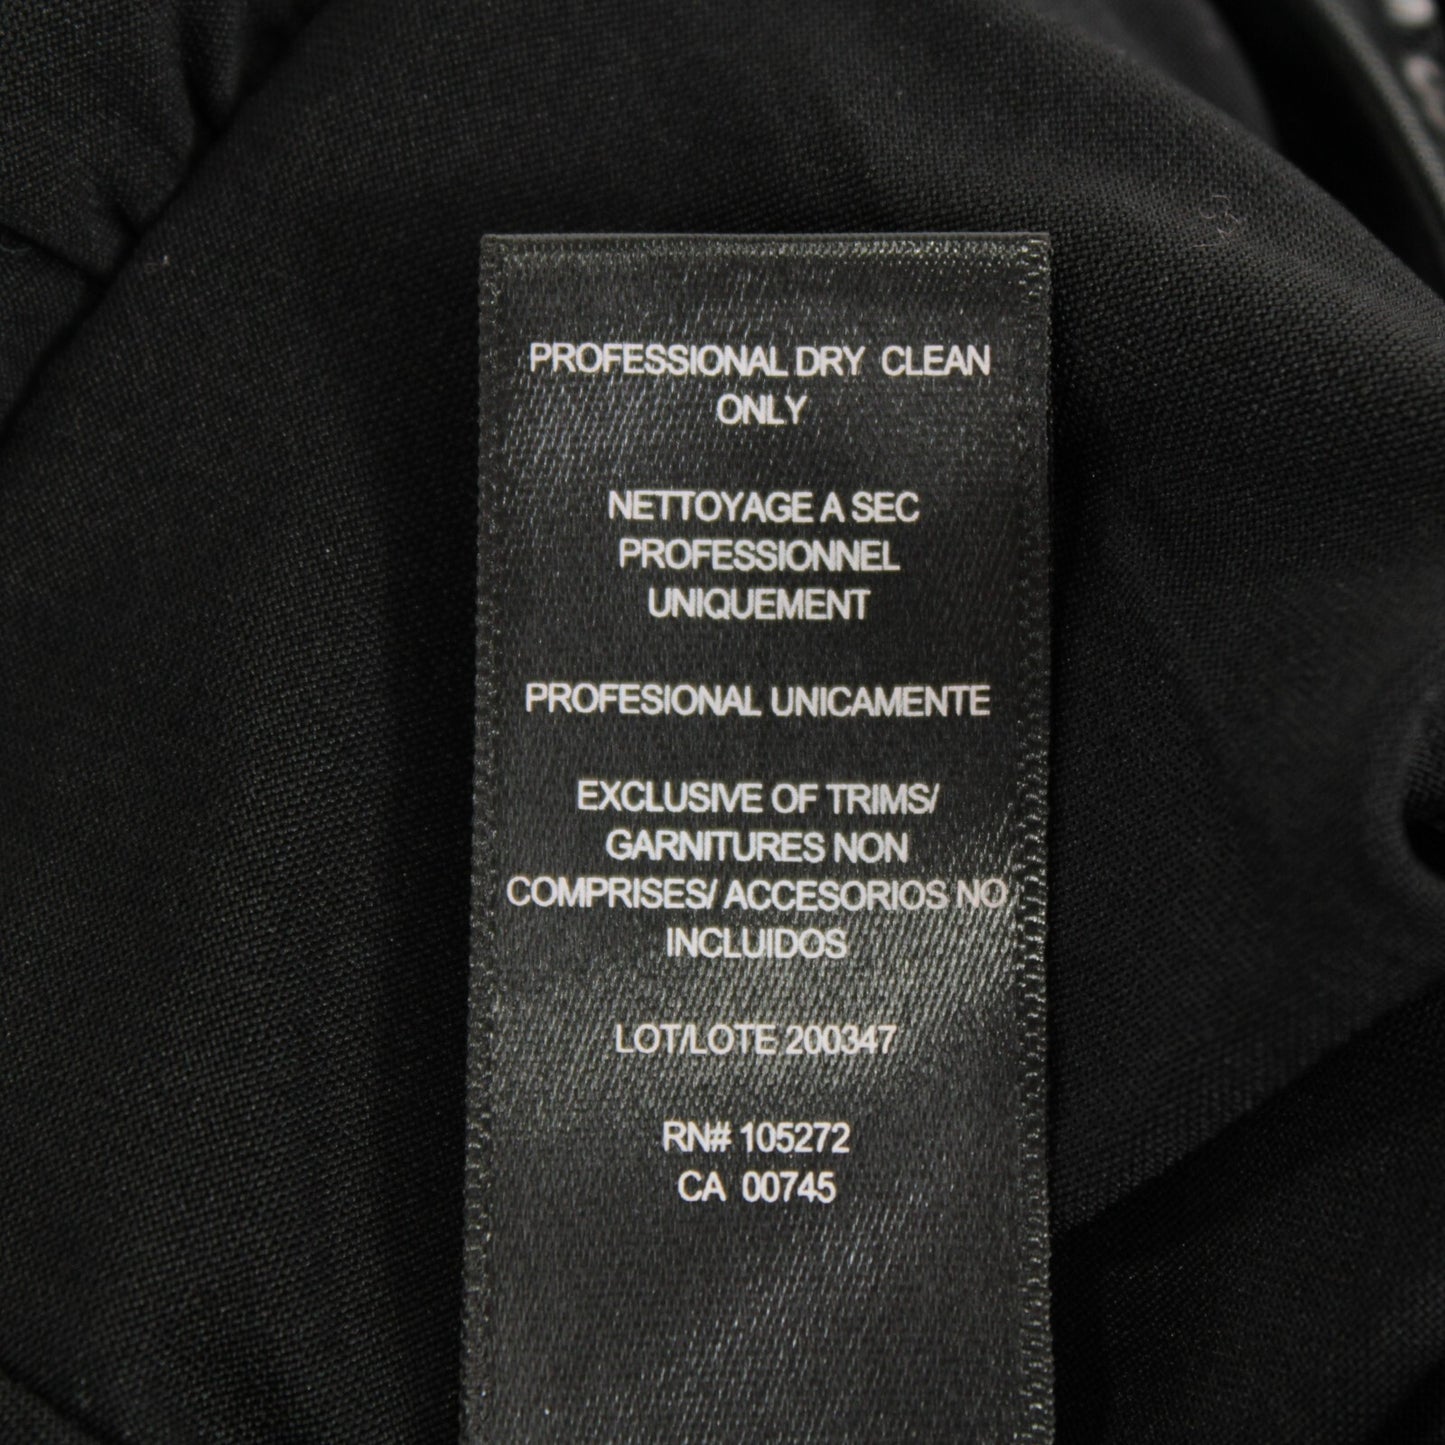 PROFESSIONAL DRY CLEAN
ONLY
NETTOYAGE A SEC
PROFESSIONNEL
UNIQUEMENT
PROFESIONAL UNICAMENTE
EXCLUSIVE OF TRIMS/
GARNITURES NON
COMPRISES/ ACCESORIOS NO
INCLUIDOS
LOT/LOTE 200347
RN# 105272
CA 00745